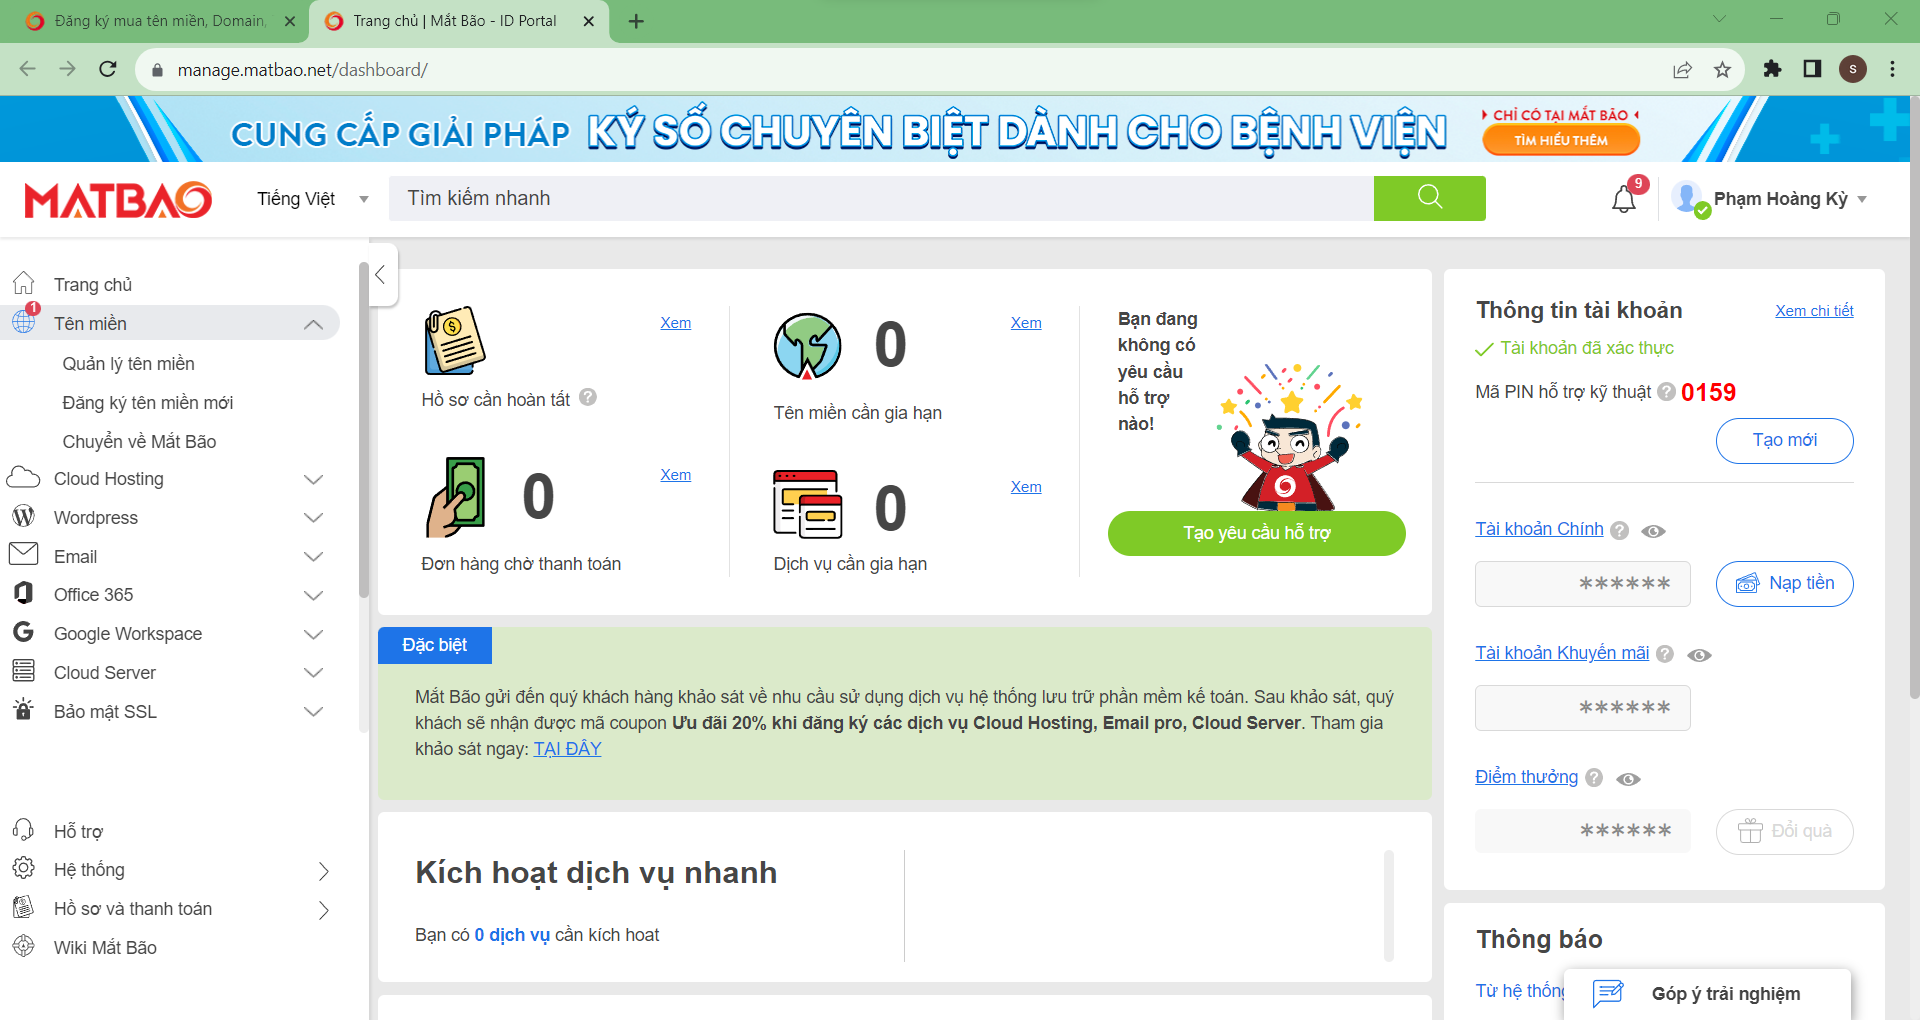 Đăng ký mua tên miền, Domain,
Trang chủ | Mắt Bão - ID Portal
manage.matbao.net/dashboard/
S
CUNG CẤP GIẢI PHÁP KÝ SỐ CHUYÊN BIỆT DÀNH CHO BỆNH VIỆN
CHỈ CÓ TẠI MẮT BÃO
TÌM HIỂU THÊM
MATBAO
Tiếng Việt
Tìm kiếm nhanh
9
Phạm Hoàng Kỳ
Trang chủ
1
Tên miền
Quản lý tên miền
Đăng ký tên miền mới
Chuyển về Mắt Bão
Cloud Hosting
Wordpress
Email
Office 365
Google Workspace
Cloud Server
Bảo mật SSL
Hỗ trợ
Hệ thống
Hồ sơ và thanh toán
Wiki Mắt Bão
Xem
Hồ sơ cần hoàn tất ?
0
Xem
Tên miền cần gia hạn
0
Xem
Đơn hàng chờ thanh toán
0
Xem
Dịch vụ cần gia hạn
Bạn đang
không có
yêu cầu
hỗ trợ
nào!
Tạo yêu cầu hỗ trợ
Đặc biệt
Mắt Bão gửi đến quý khách hàng khảo sát về nhu cầu sử dụng dịch vụ hệ thống lưu trữ phần mềm kế toán. Sau khảo sát, quý
khách sẽ nhận được mã coupon Ưu đãi 20% khi đăng ký các dịch vụ Cloud Hosting, Email pro, Cloud Server. Tham gia
khảo sát ngay: TẠI ĐÂY
Kích hoạt dịch vụ nhanh
Bạn có 0 dịch vụ cần kích hoạt
Thông tin tài khoản
Xem chi tiết
Tài khoản đã xác thực
Mã PIN hỗ trợ kỹ thuật ? 0159
Tạo mới
Tài khoản Chính ?
******
Nạp tiền
Tài khoản Khuyến mãi ?
******
Điểm thưởng ?
******
Đổi quà
Thông báo
Từ hệ thống
Góp ý trải nghiệm